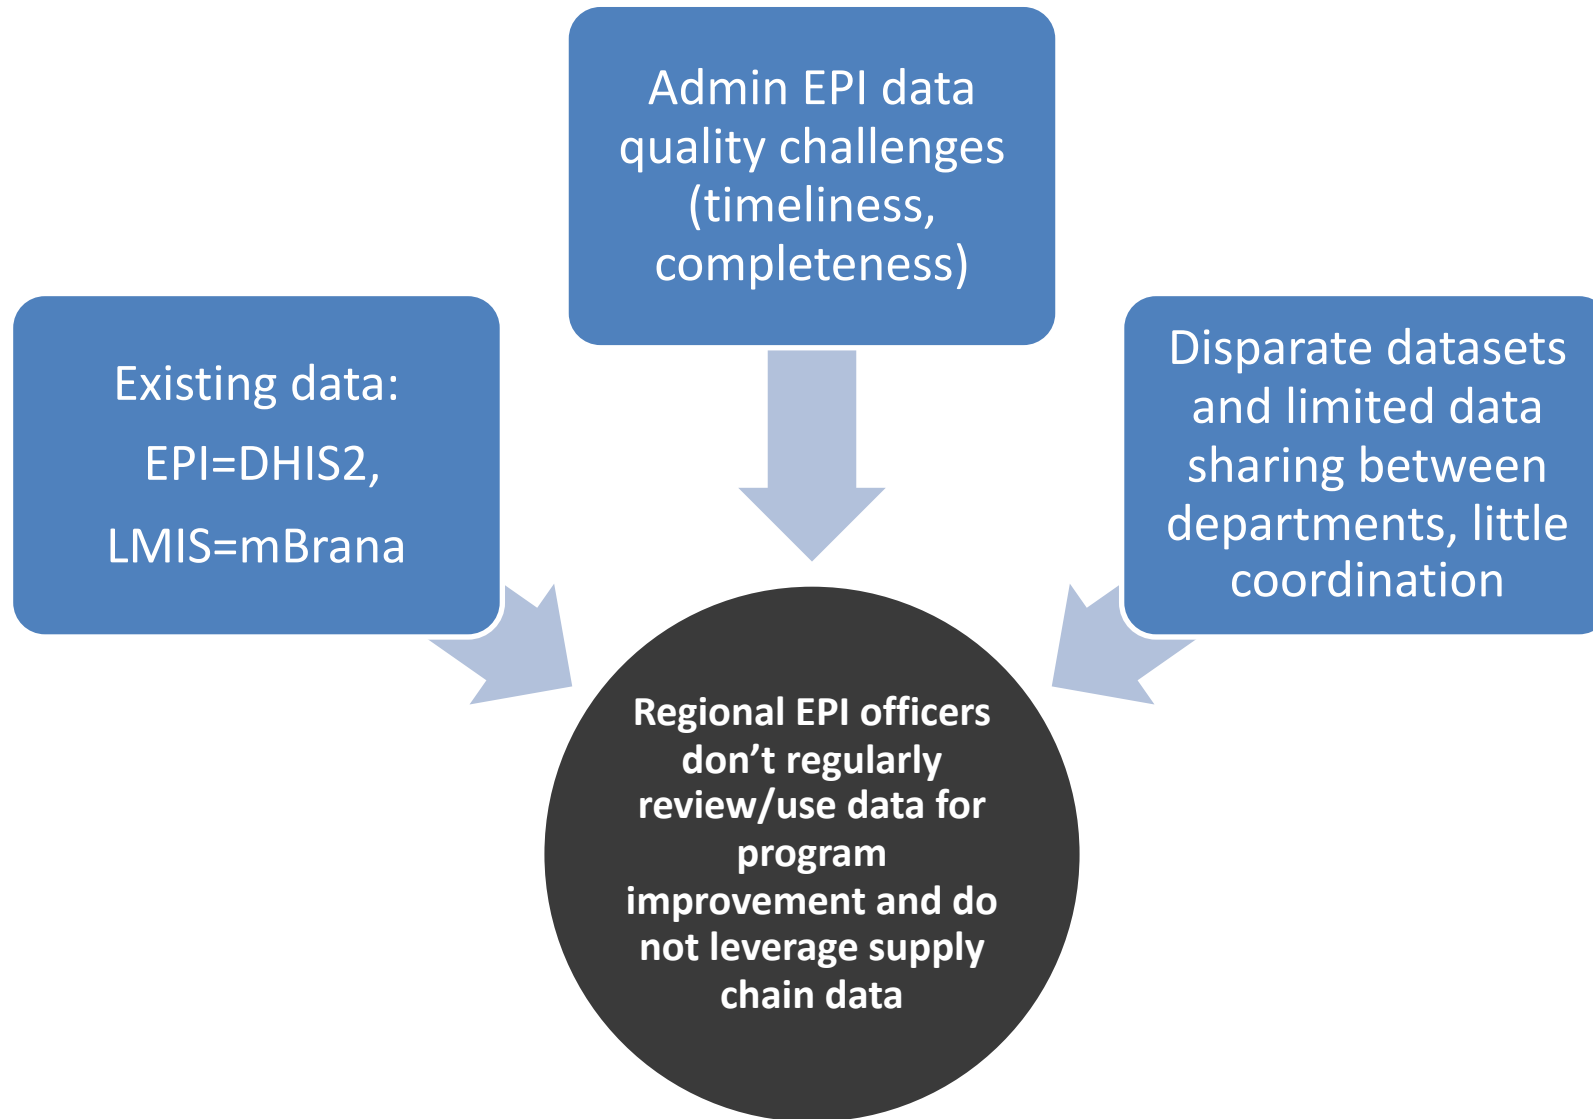 Admin EPI data
quality challenges
(timeliness,
completeness)
Existing data:
EPI=DHIS2,
LMIS=mBrana
Disparate datasets
and limited data
sharing between
departments, little
coordination
Regional EPI officers
don’t regularly
review/use data for
program
improvement and do
not leverage supply
chain data